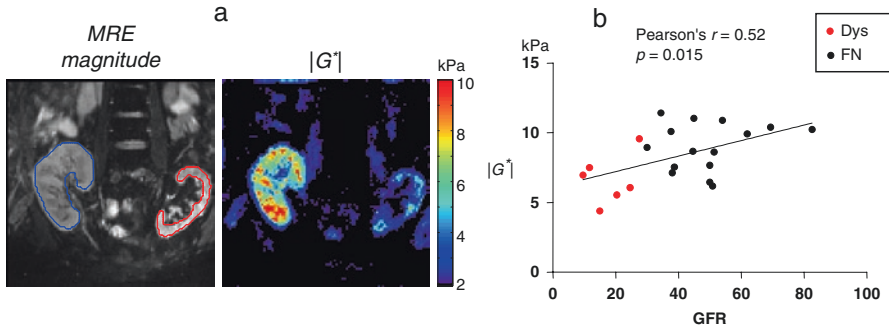 a
MRE
magnitude
|G*|
kPa
10
8
6
4
2
b
Pearson's r = 0.52
p = 0.015
Dys
FN
kPa
15
10
|G*|
5
0
0
20
40
60
80
100
GFR